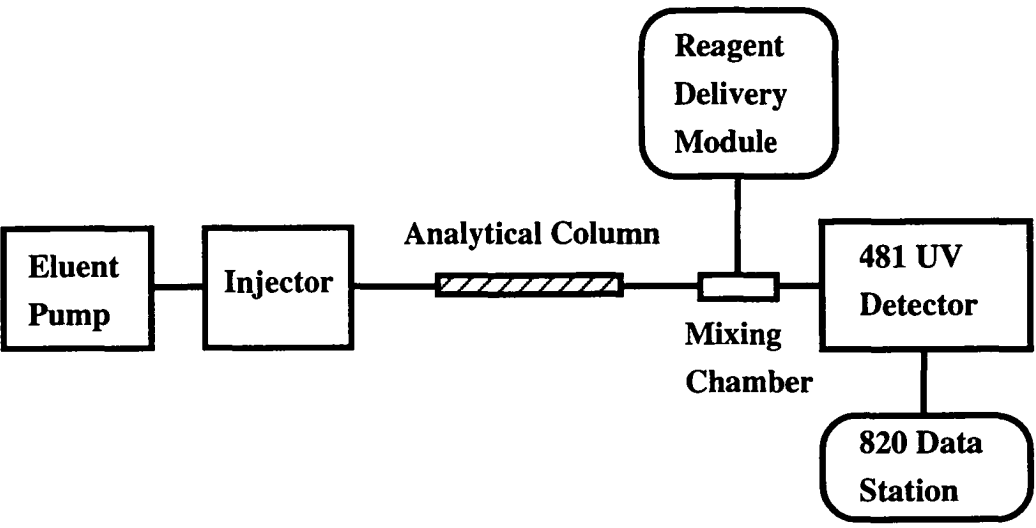 Reagent
Delivery
Module
Analytical Column
Eluent
Pump
Injector
481 UV
Detector
Mixing
Chamber
820 Data
Station